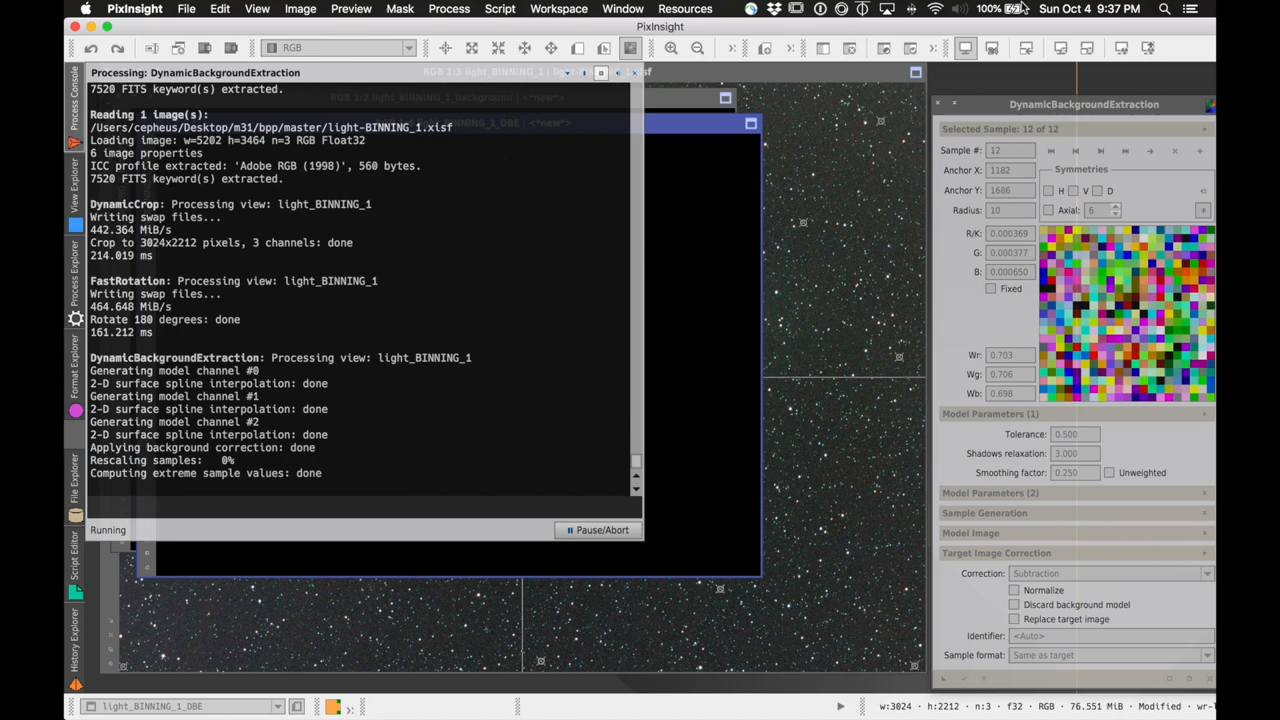 PixInsight File Edit View Image Preview Mask Process Script Workspace Window Resources 100% Sun Oct 4 9:37 PM
PixInsight
RGB
Processing: DynamicBackgroundExtraction
7520 FITS keyword(s) extracted.
Reading 1 image(s):
/Users/cepheus/Desktop/m31/bpp/master/light-BINNING_1.xisf
Loading image: w=5202 h=3464 n=3 RGB Float32
6 image properties
ICC profile extracted: 'Adobe RGB (1998)', 560 bytes.
7520 FITS keyword(s) extracted.
DynamicCrop: Processing view: light_BINNING_1
Writing swap files...
442.364 MiB/s
Crop to 3024x2212 pixels, 3 channels: done
214.019 ms
FastRotation: Processing view: light_BINNING_1
Writing swap files...
464.648 MiB/s
Rotate 180 degrees: done
161.212 ms
DynamicBackgroundExtraction: Processing view: light_BINNING_1
Generating model channel #0
2-D surface spline interpolation: done
Generating model channel #1
2-D surface spline interpolation: done
Generating model channel #2
2-D surface spline interpolation: done
Applying background correction: done
Rescaling samples: 0%
Computing extreme sample values: done
Running
Pause/Abort
RGB 1:2 light_BINNING_1_background | <*new*>
Process Console
View Explorer
Process Explorer
Format Explorer
File Explorer
Script Editor
History Explorer
DynamicBackgroundExtraction
Selected Sample: 12 of 12
Sample #: 12
Anchor X: 1182
Anchor Y: 1686
Radius: 10
Symmetries
H V D
Axial: 6
R/K: 0.000369
G: 0.000377
B: 0.000650
Fixed
Wr: 0.703
Wg: 0.706
Wb: 0.698
Model Parameters (1)
Tolerance: 0.500
Shadows relaxation: 3.000
Smoothing factor: 0.250 Unweighted
Model Parameters (2)
Sample Generation
Model Image
Target Image Correction
Correction: Subtraction
Normalize
Discard background model
Replace target image
Identifier: <Auto>
Sample format: Same as target
light_BINNING_1_DBE
w:3024 h:2212 n:3 f32 RGB 76.551 MiB Modified wr-l